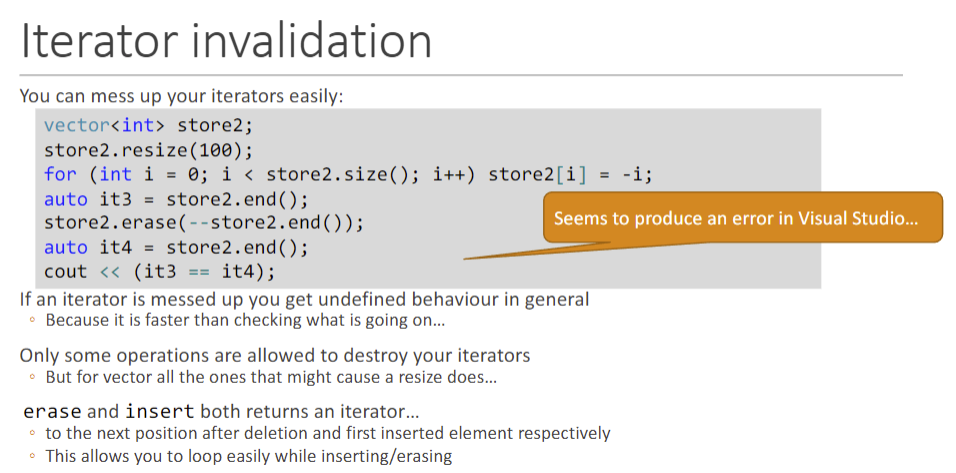 Iterator invalidation
You can mess up your iterators easily:
vector<int> store2;
store2.resize(100);
for (int i = 0; i < store2.size(); i++) store2[i] = -i;
auto it3 = store2.end();
store2.erase(--store2.end());
auto it4 = store2.end();
cout << (it3 == it4);
Seems to produce an error in Visual Studio…
If an iterator is messed up you get undefined behaviour in general
◦ Because it is faster than checking what is going on…
Only some operations are allowed to destroy your iterators
◦ But for vector all the ones that might cause a resize does…
erase and insert both returns an iterator…
◦ to the next position after deletion and first inserted element respectively
◦ This allows you to loop easily while inserting/erasing